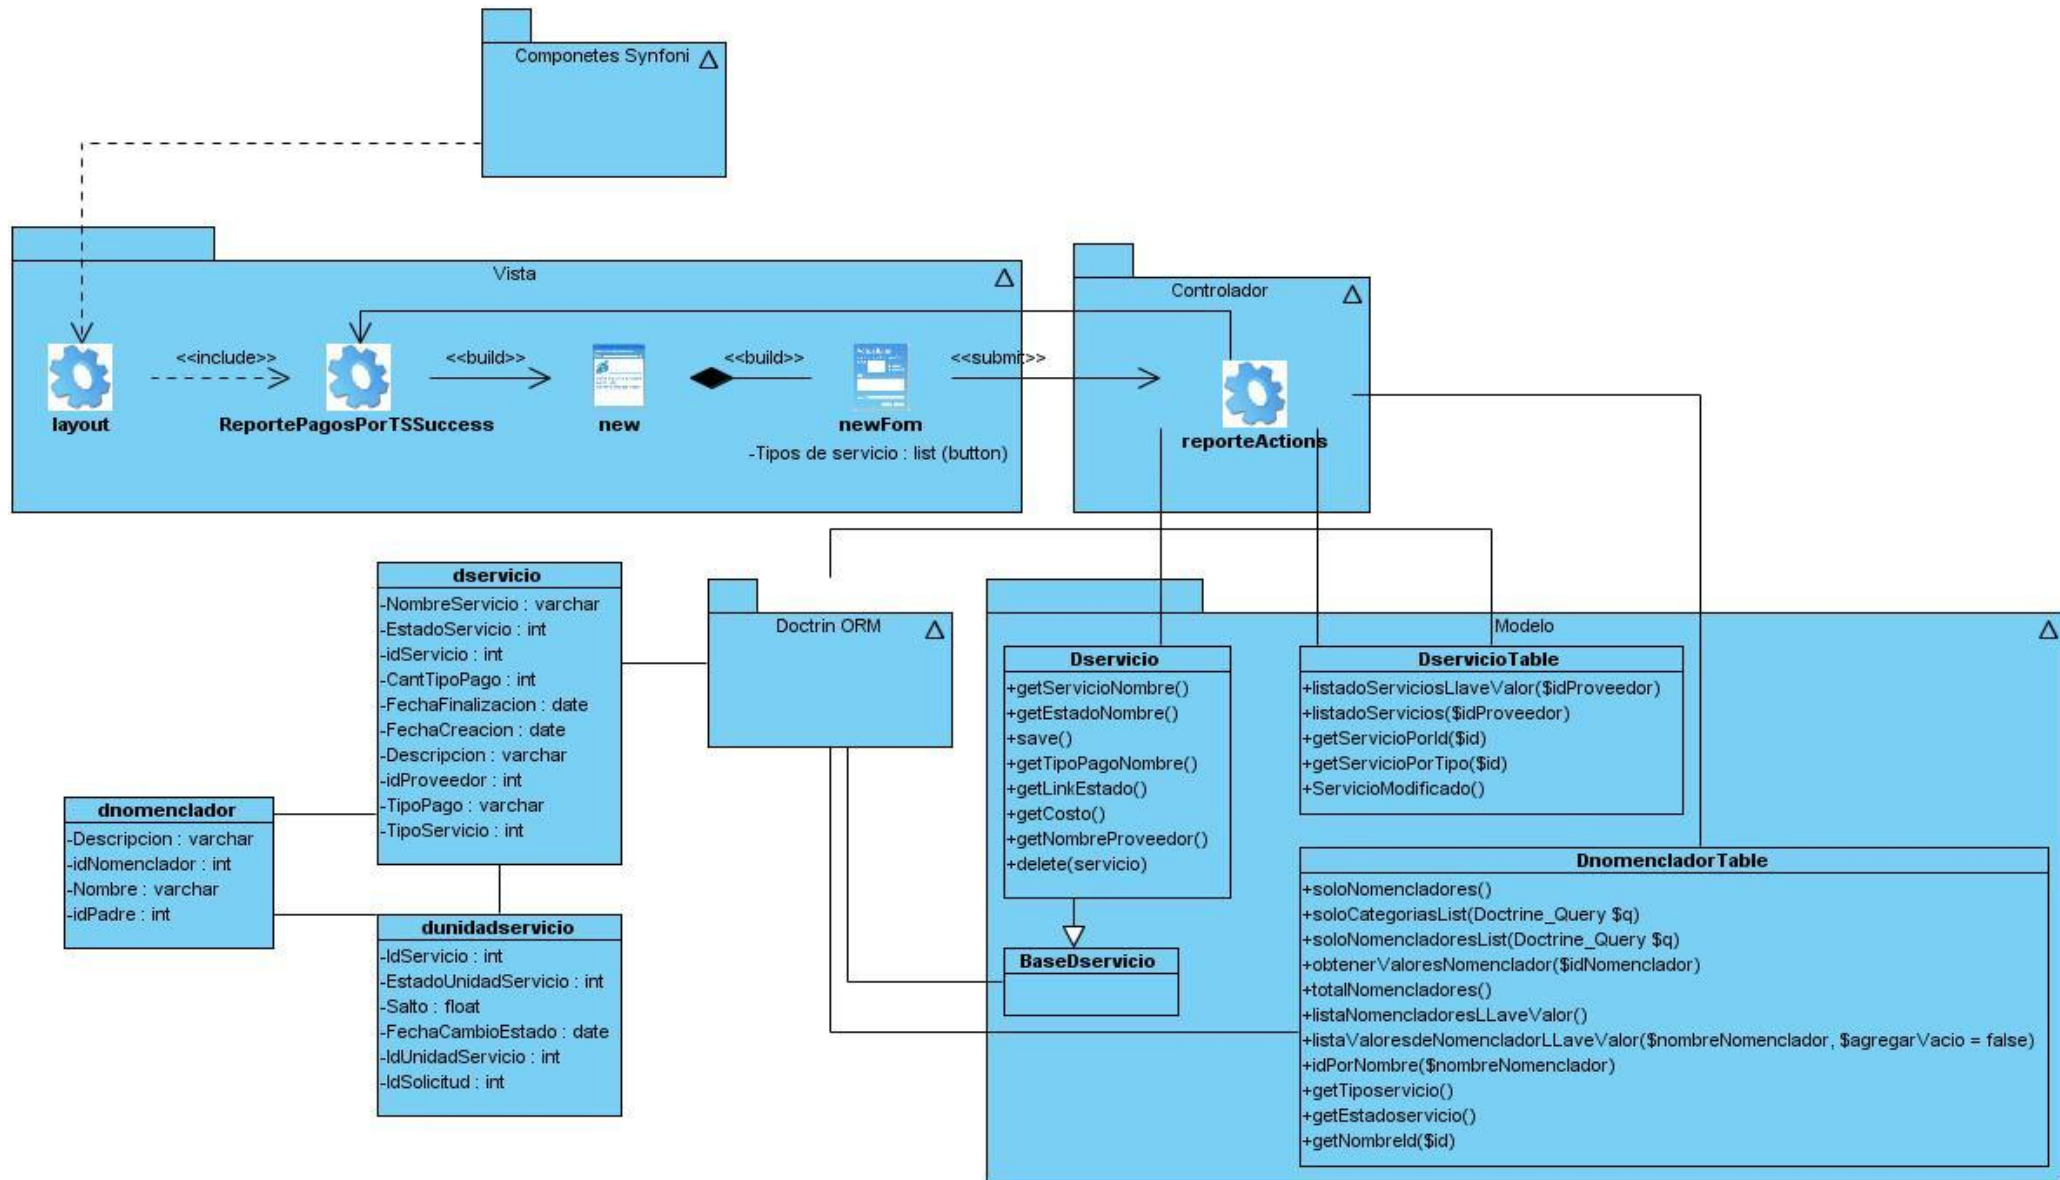 Componetes Synfoni
Vista
<<include>>
<<build>>
<<build>>
<<submit>>
layout
ReportePagosPorTSSuccess
new
newFom
-Tipos de servicio : list (button)
Controlador
reporteActions
dservicio
-NombreServicio : varchar
-EstadoServicio : int
-idServicio : int
-CantTipoPago : int
-FechaFinalizacion : date
-FechaCreacion : date
-Descripcion : varchar
-idProveedor : int
-TipoPago : varchar
-TipoServicio : int
dnomenclador
-Descripcion : varchar
-idNomenclador : int
-Nombre : varchar
-idPadre : int
dunidadservicio
-IdServicio : int
-EstadoUnidadServicio : int
-Salto : float
-FechaCambioEstado : date
-IdUnidadServicio : int
-IdSolicitud : int
Doctrin ORM
Modelo
Dservicio
+getServicioNombre()
+getEstadoNombre()
+save()
+getTipoPagoNombre()
+getLinkEstado()
+getCosto()
+getNombreProveedor()
+delete(servicio)
BaseDservicio
DservicioTable
+listadoServiciosLlaveValor($idProveedor)
+listadoServicios($idProveedor)
+getServicioPorId($id)
+getServicioPorTipo($id)
+ServicioModificado()
DnomencladorTable
+soloNomencladores()
+soloCategoriasList(Doctrine_Query $q)
+soloNomencladoresList(Doctrine_Query $q)
+obtenerValoresNomenclador($idNomenclador)
+totalNomencladores()
+listaNomencladoresLLaveValor()
+listaValoresdeNomencladorLLaveValor($nombreNomenclador, $agregarVacio = false)
+idPorNombre($nombreNomenclador)
+getTiposervicio()
+getEstadoservicio()
+getNombreId($id)